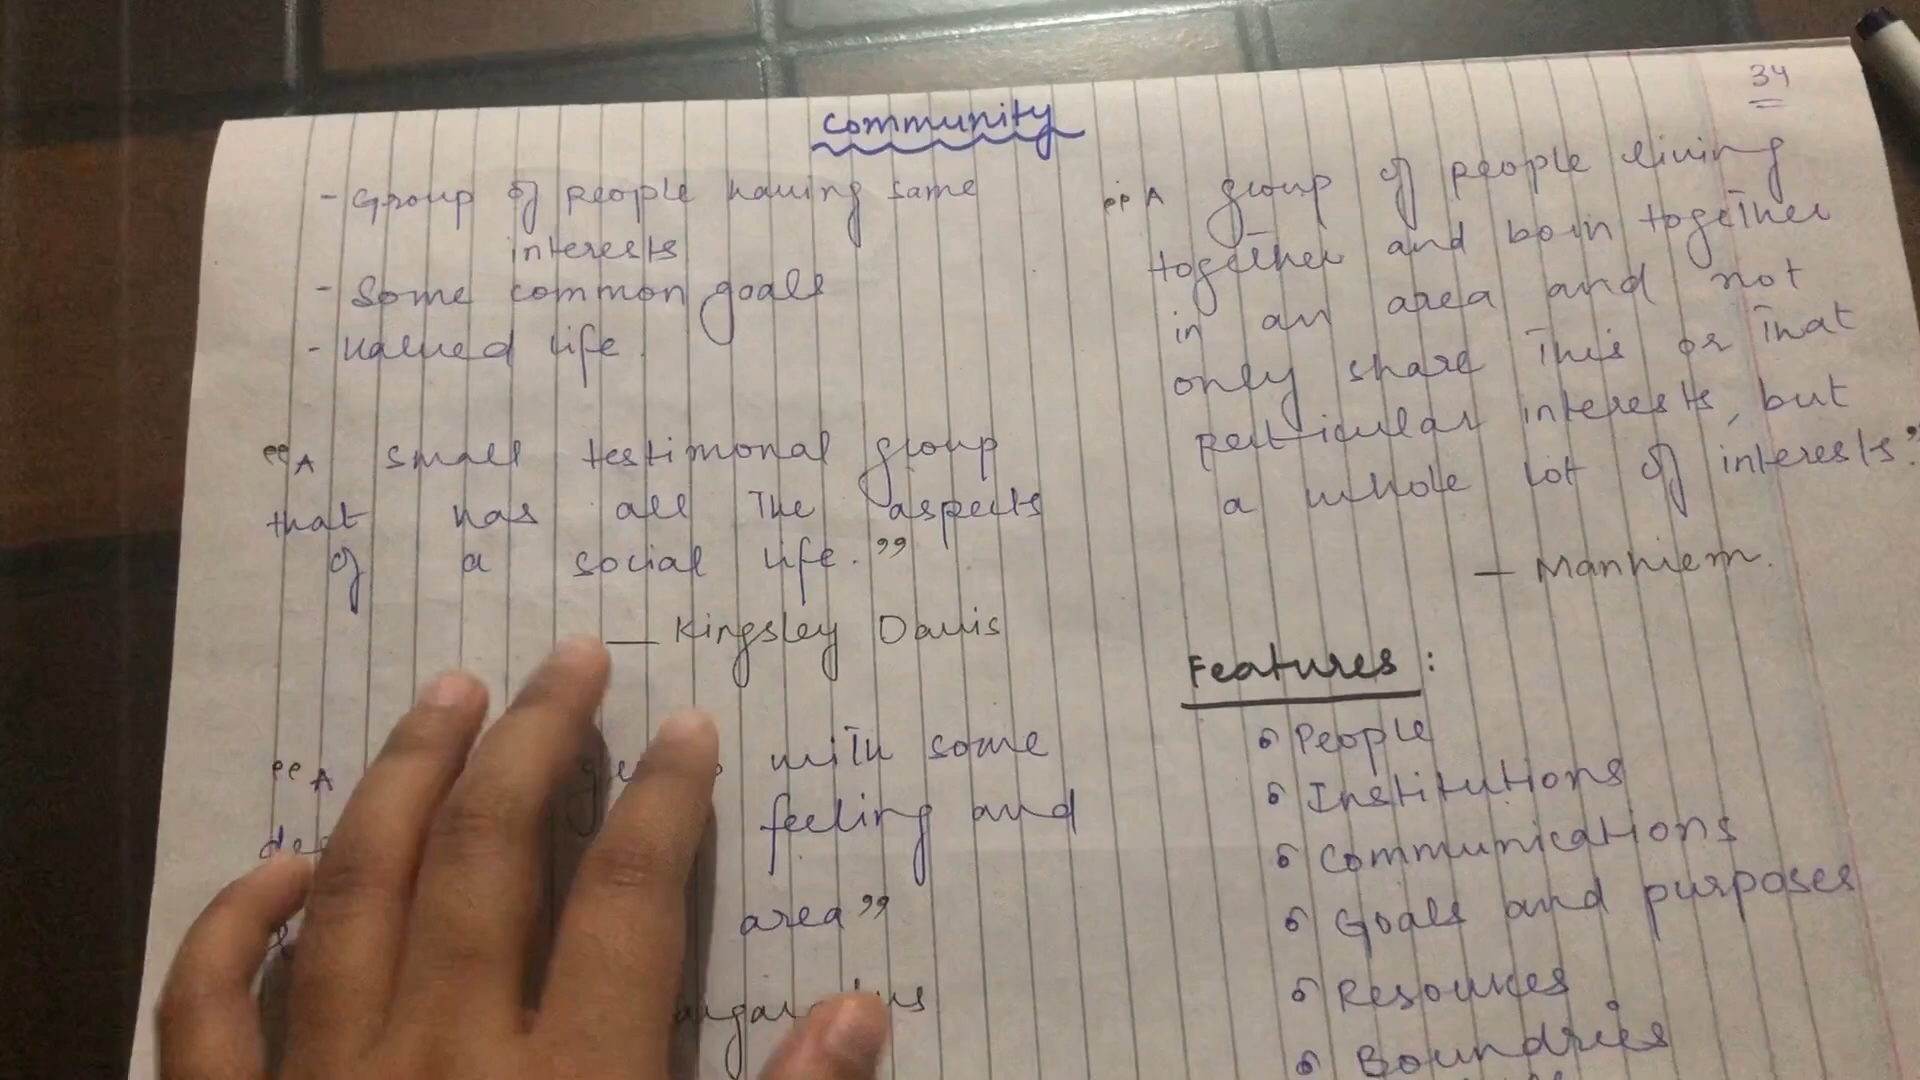 34
Community
- Group of people having same
interests
- Some common goals
- Valued life.
"A small testimonal group
that has all the aspects
of a social life."
— Kingsley Davis
"A with some
feeling and
area"
"A group of people living
together and born together
in an area and not
only share this or that
perticular interests, but
a whole lot of interests"
— Manhiem.
Features :
• People
• Institutions
• Communications
• Goals and purposes
• Resources
• Boundries